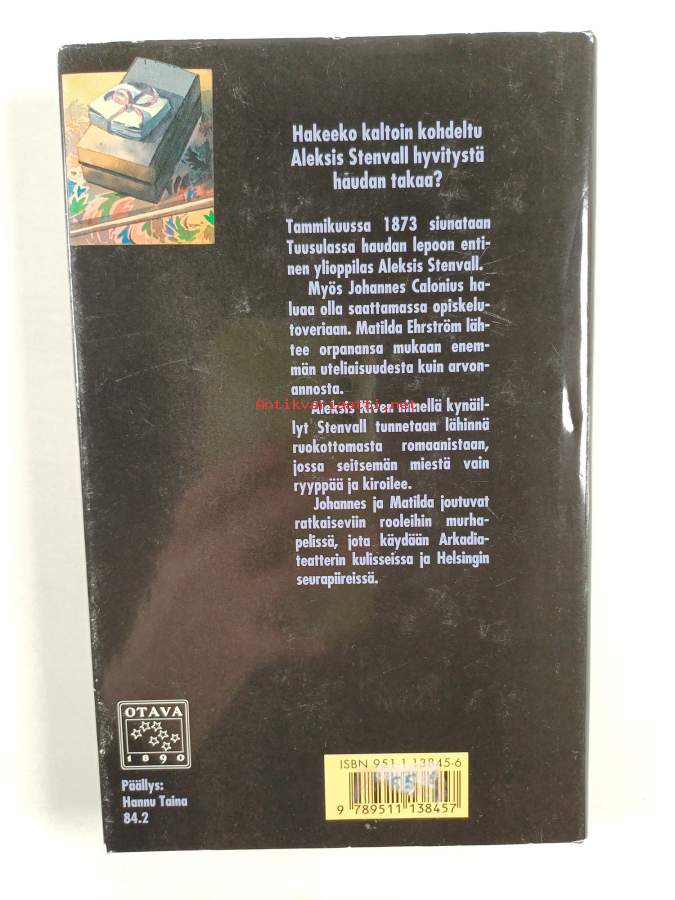 Hakeeko kaltoin kohdeltu
Aleksis Stenvall hyvitystä
haudan takaa?
Tammikuussa 1873 siunataan
Tuusulassa haudan lepoon enti-
nen ylioppilas Aleksis Stenvall.
Myös Johannes Calonius ha-
luaa olla saattamassa opiskelu-
toveriaan. Matilda Ehrström läh-
tee orpanansa mukaan enem-
män uteliaisuudesta kuin arvon-
annosta.
Antikvariaatti.net
Aleksis Kiven nimellä kynäil-
lyt Stenvall tunnetaan lähinnä
ruokottomasta romaanistaan,
jossa seitsemän miestä vain
ryyppää ja kiroilee.
Johannes ja Matilda joutuvat
ratkaiseviin rooleihin murha-
pelissä, jota käydään Arkadia-
teatterin kulisseissa ja Helsingin
seurapiireissä.
OTAVA
1890
Päällys:
Hannu Taina
84.2
ISBN 951-1-13845-6
9 789511 138457